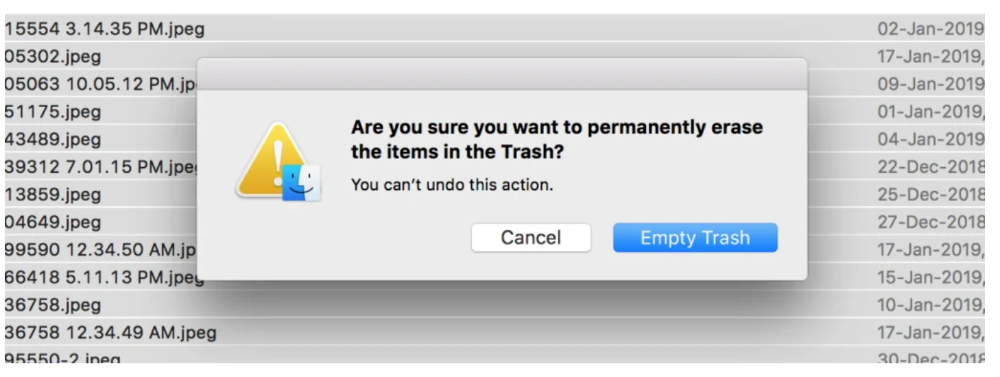 15554 3.14.35 PM.jpeg 02-Jan-2019
05302.jpeg 17-Jan-2019,
05063 10.05.12 PM.jp 09-Jan-2019
51175.jpeg 01-Jan-2019,
43489.jpeg 04-Jan-2019
39312 7.01.15 PM.jpe 22-Dec-2018
13859.jpeg 25-Dec-2018
04649.jpeg 27-Dec-2018
99590 12.34.50 AM.jp 17-Jan-2019,
66418 5.11.13 PM.jpeg 15-Jan-2019,
36758.jpeg 10-Jan-2019,
36758 12.34.49 AM.jpeg 17-Jan-2019,
95550-2.jpeg 30-Dec-2018
Are you sure you want to permanently erase
the items in the Trash?
You can’t undo this action.
Cancel Empty Trash